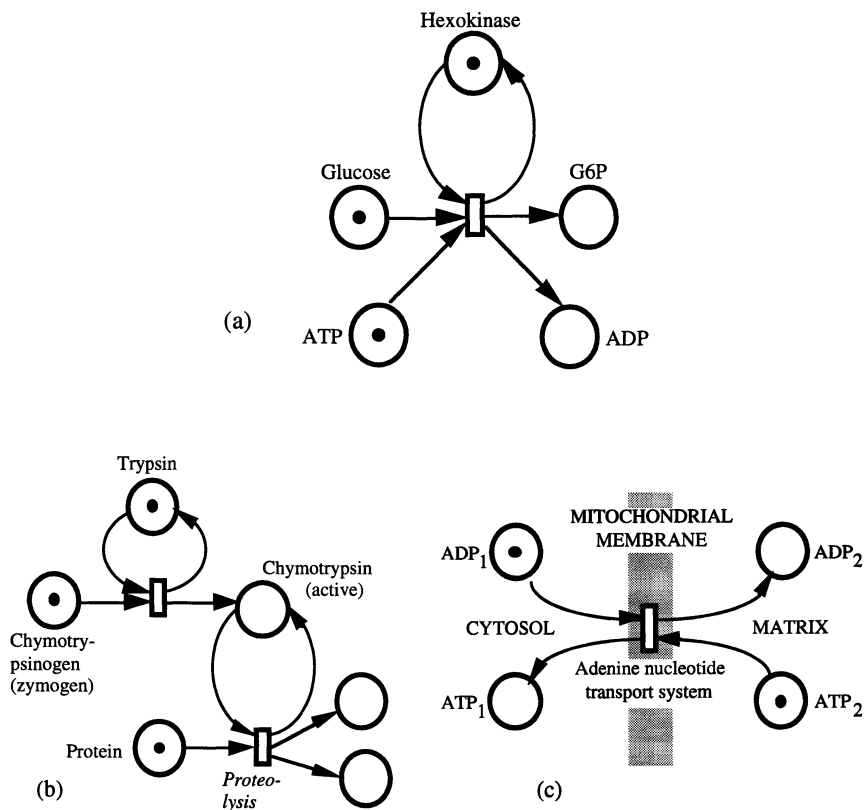 Hexokinase
Glucose
G6P
ATP
ADP
(a)
Trypsin
Chymotrypsin
(active)
Chymotry-
psinogen
(zymogen)
Protein
Proteo-
lysis
(b)
MITOCHONDRIAL
MEMBRANE
ADP1
ADP2
CYTOSOL
MATRIX
Adenine nucleotide
transport system
ATP1
ATP2
(c)